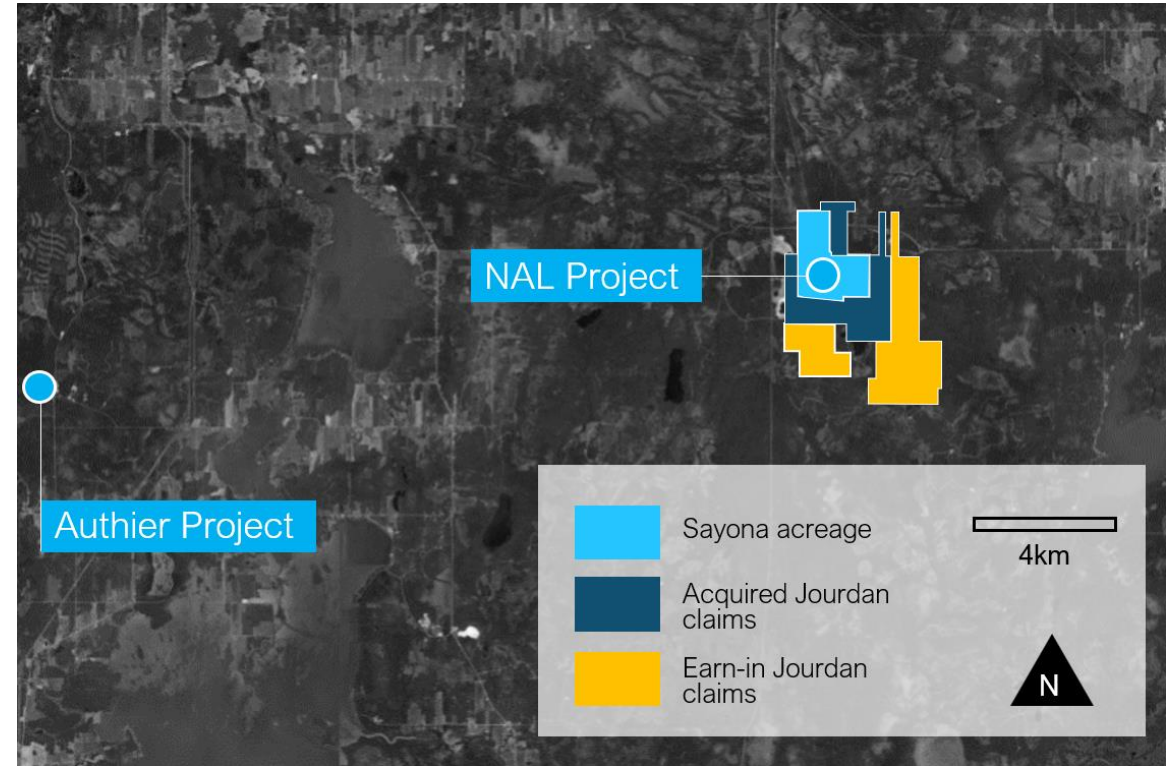 NAL Project
Authier Project
Sayona acreage
Acquired Jourdan
claims
Earn-in Jourdan
claims
4km
N